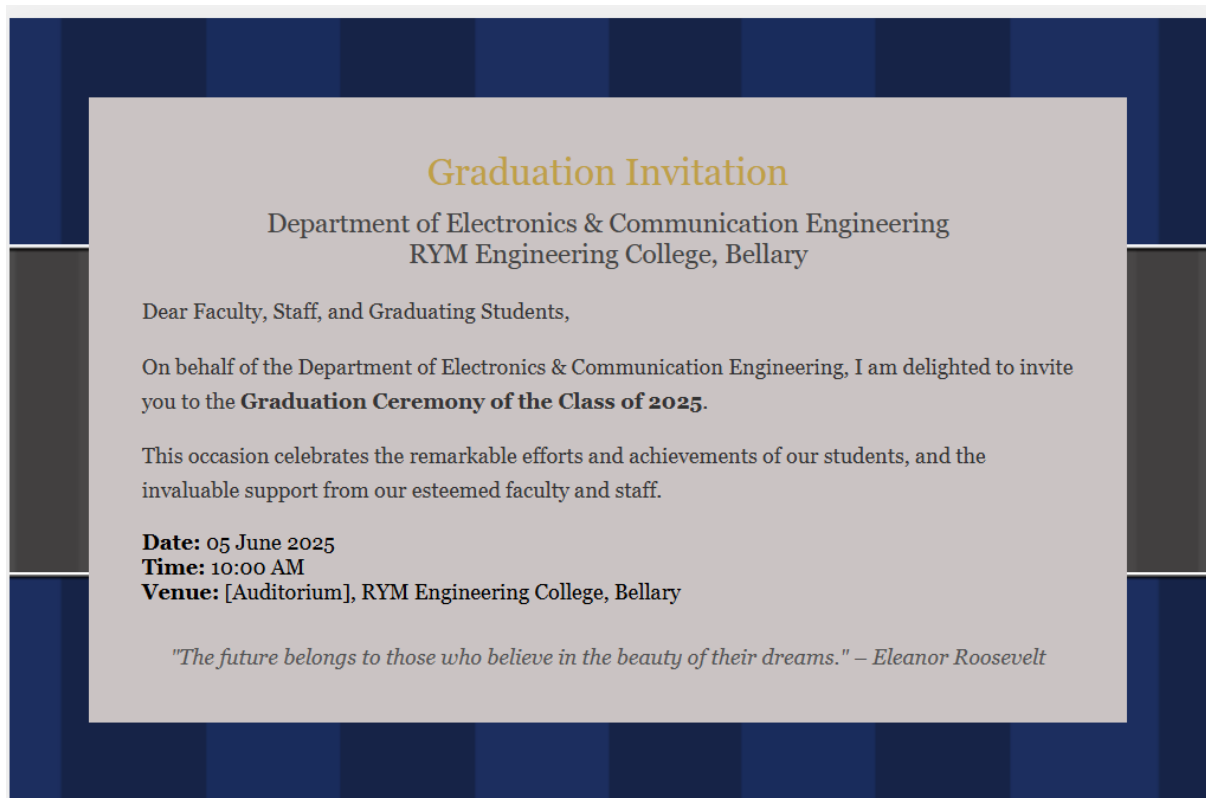 Graduation Invitation
Department of Electronics & Communication Engineering
RYM Engineering College, Bellary
Dear Faculty, Staff, and Graduating Students,
On behalf of the Department of Electronics & Communication Engineering, I am delighted to invite
you to the Graduation Ceremony of the Class of 2025.
This occasion celebrates the remarkable efforts and achievements of our students, and the
invaluable support from our esteemed faculty and staff.
Date: 05 June 2025
Time: 10:00 AM
Venue: [Auditorium], RYM Engineering College, Bellary
"The future belongs to those who believe in the beauty of their dreams." – Eleanor Roosevelt